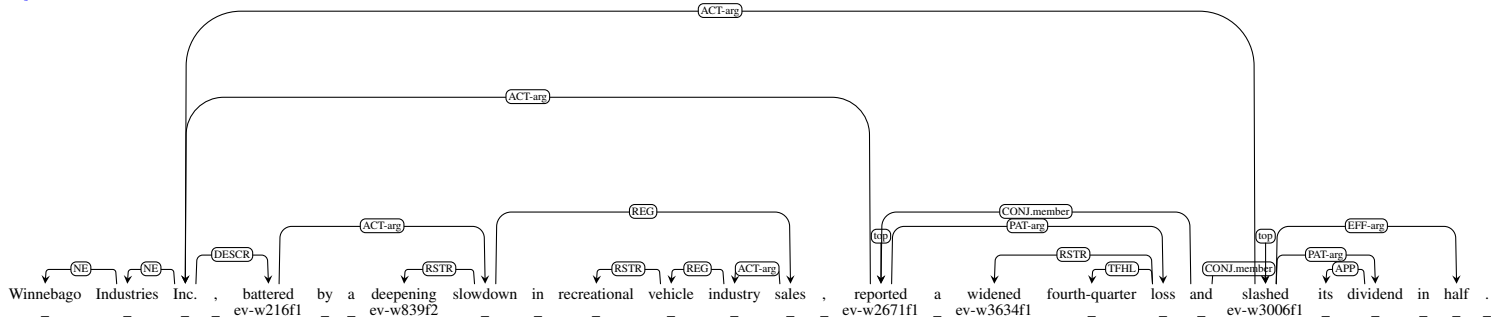 ACT-arg
ACT-arg
REG
CONJ.member
ACT-arg
PAT-arg
EFF-arg
top
top
DESCR
RSTR
PAT-arg
NE
NE
RSTR
RSTR
REG
ACT-arg
TFHL
CONJ.member
APP
Winnebago Industries Inc. , battered by a deepening slowdown in recreational vehicle industry sales , reported a widened fourth-quarter loss and slashed its dividend in half .
_ _ _ _ ev-w216f1 _ _ ev-w839f2 _ _ _ _ _ _ _ ev-w2671f1 _ ev-w3634f1 _ _ _ ev-w3006f1 _ _ _ _ _